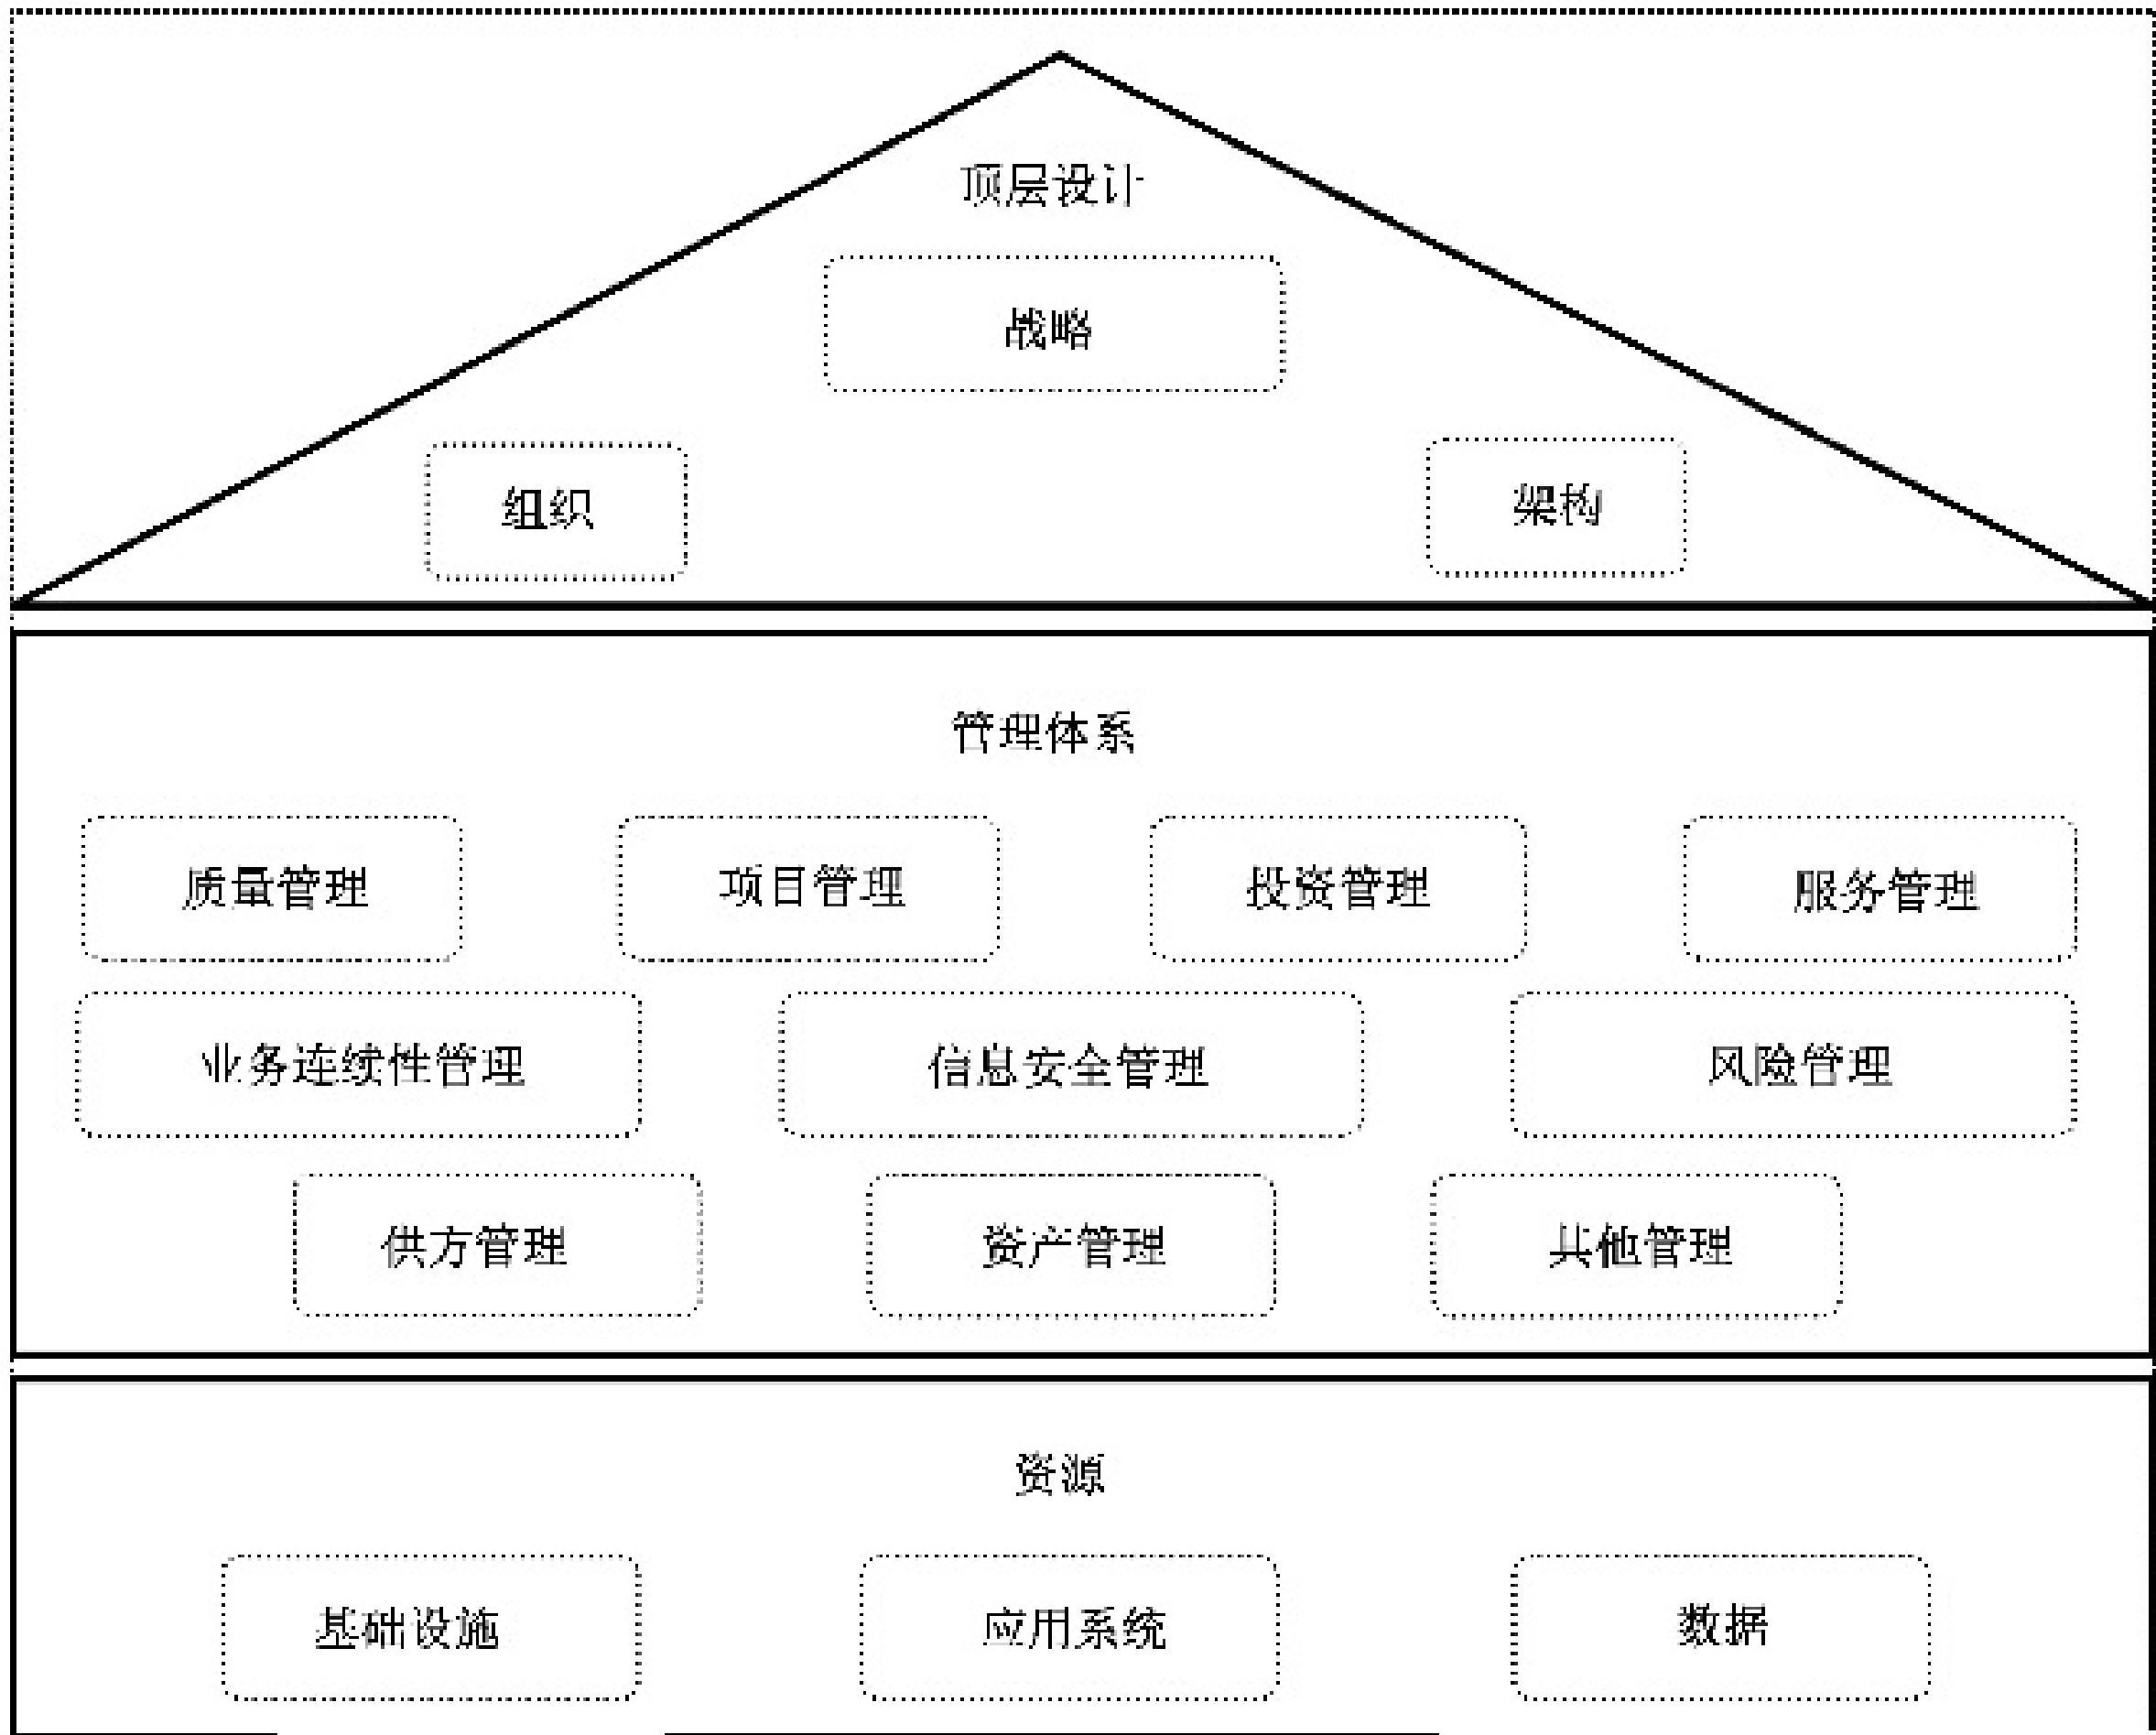 顶层设计
战略
组织 架构
管理体系
质量管理 项目管理 投资管理 服务管理
业务连续性管理 信息安全管理 风险管理
供方管理 资产管理 其他管理
资源
基础设施 应用系统 数据